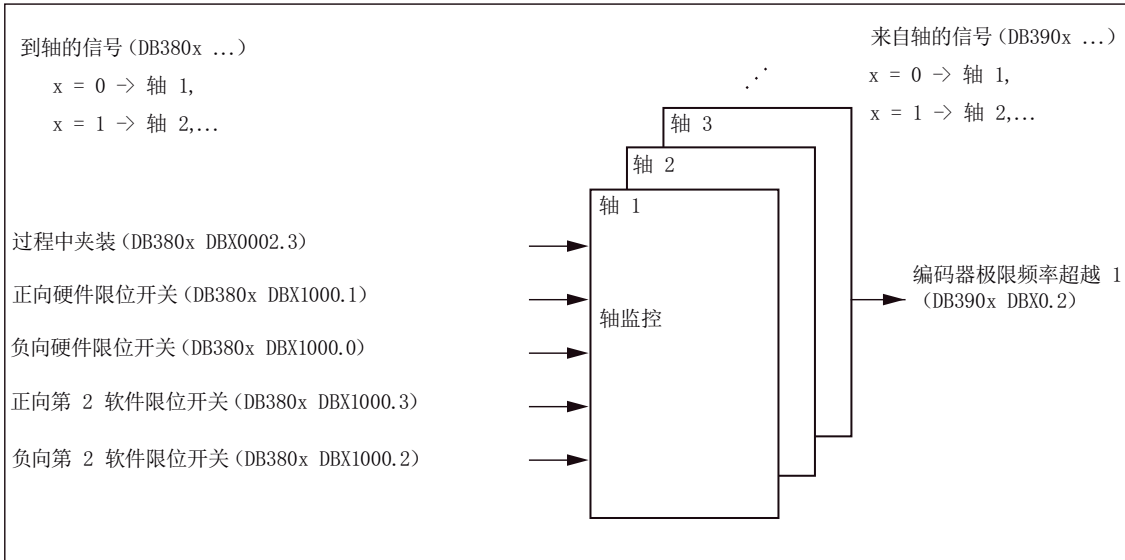 到轴的信号(DB380x ...)
x = 0 -> 轴 1,
x = 1 -> 轴 2,...
来自轴的信号(DB390x ...)
x = 0 -> 轴 1,
x = 1 -> 轴 2,...
轴 3
轴 2
轴 1
过程中夹装(DB380x DBX0002.3)
正向硬件限位开关(DB380x DBX1000.1)
负向硬件限位开关(DB380x DBX1000.0)
正向第 2 软件限位开关(DB380x DBX1000.3)
负向第 2 软件限位开关(DB380x DBX1000.2)
轴监控
编码器极限频率超越 1
(DB390x DBX0.2)